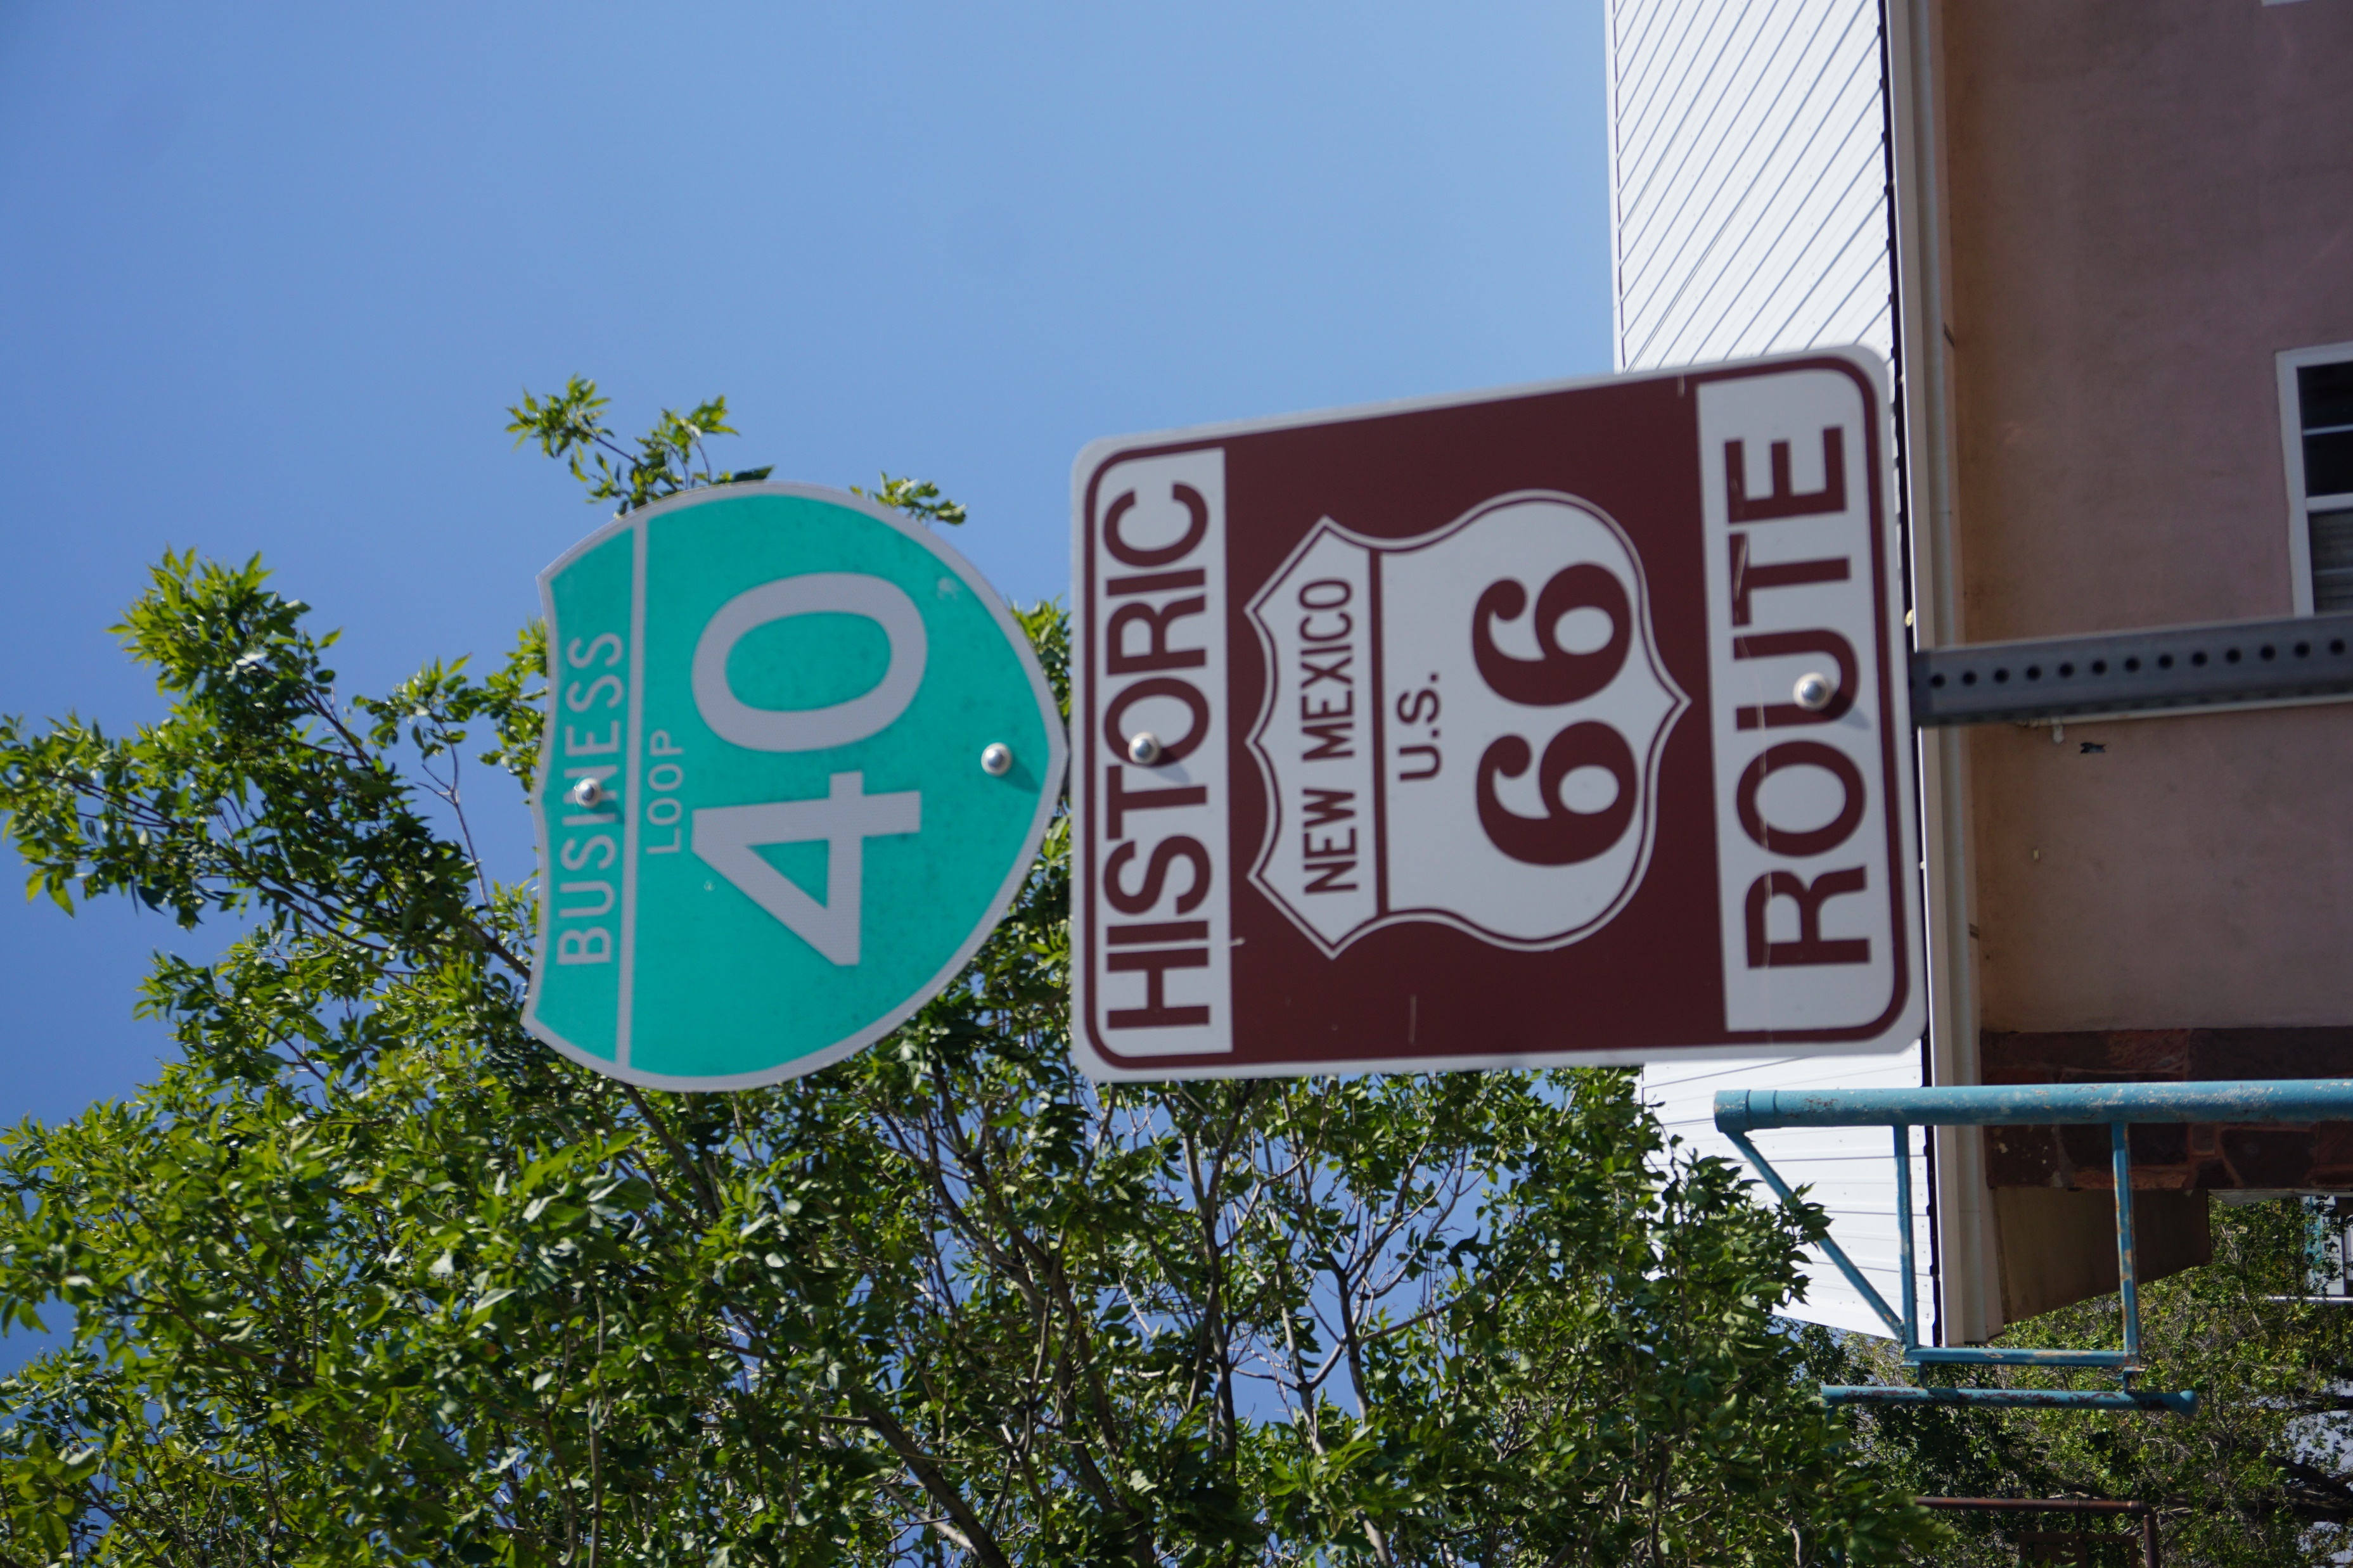 BUSINESS
LOOP
40
HISTORIC
NEW MEXICO
U.S.
66
ROUTE